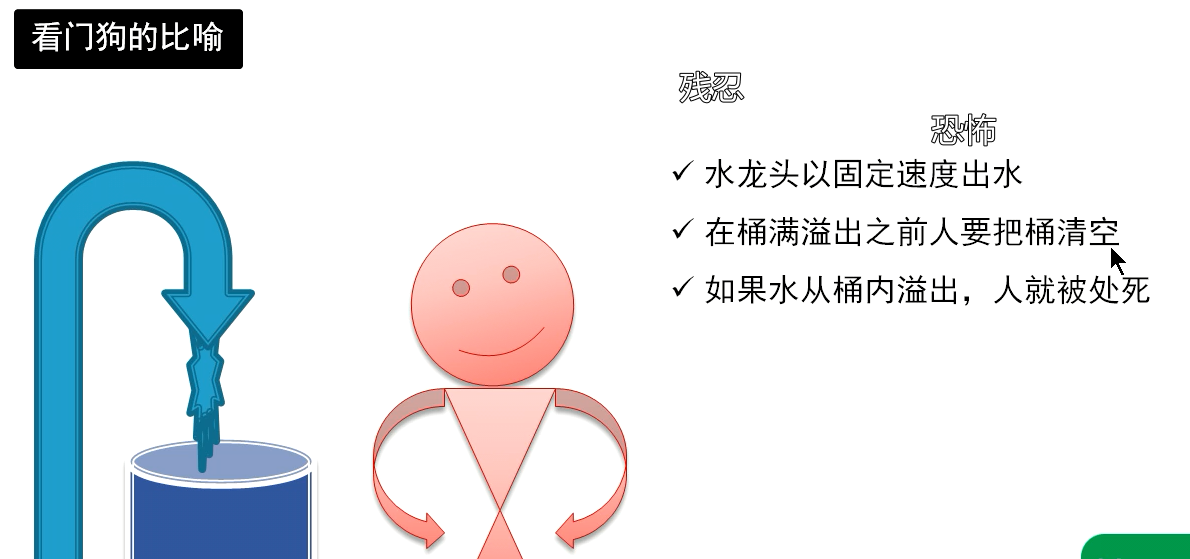 看门狗的比喻
残忍
恐怖
✓ 水龙头以固定速度出水
✓ 在桶满溢出之前人要把桶清空
✓ 如果水从桶内溢出，人就被处死